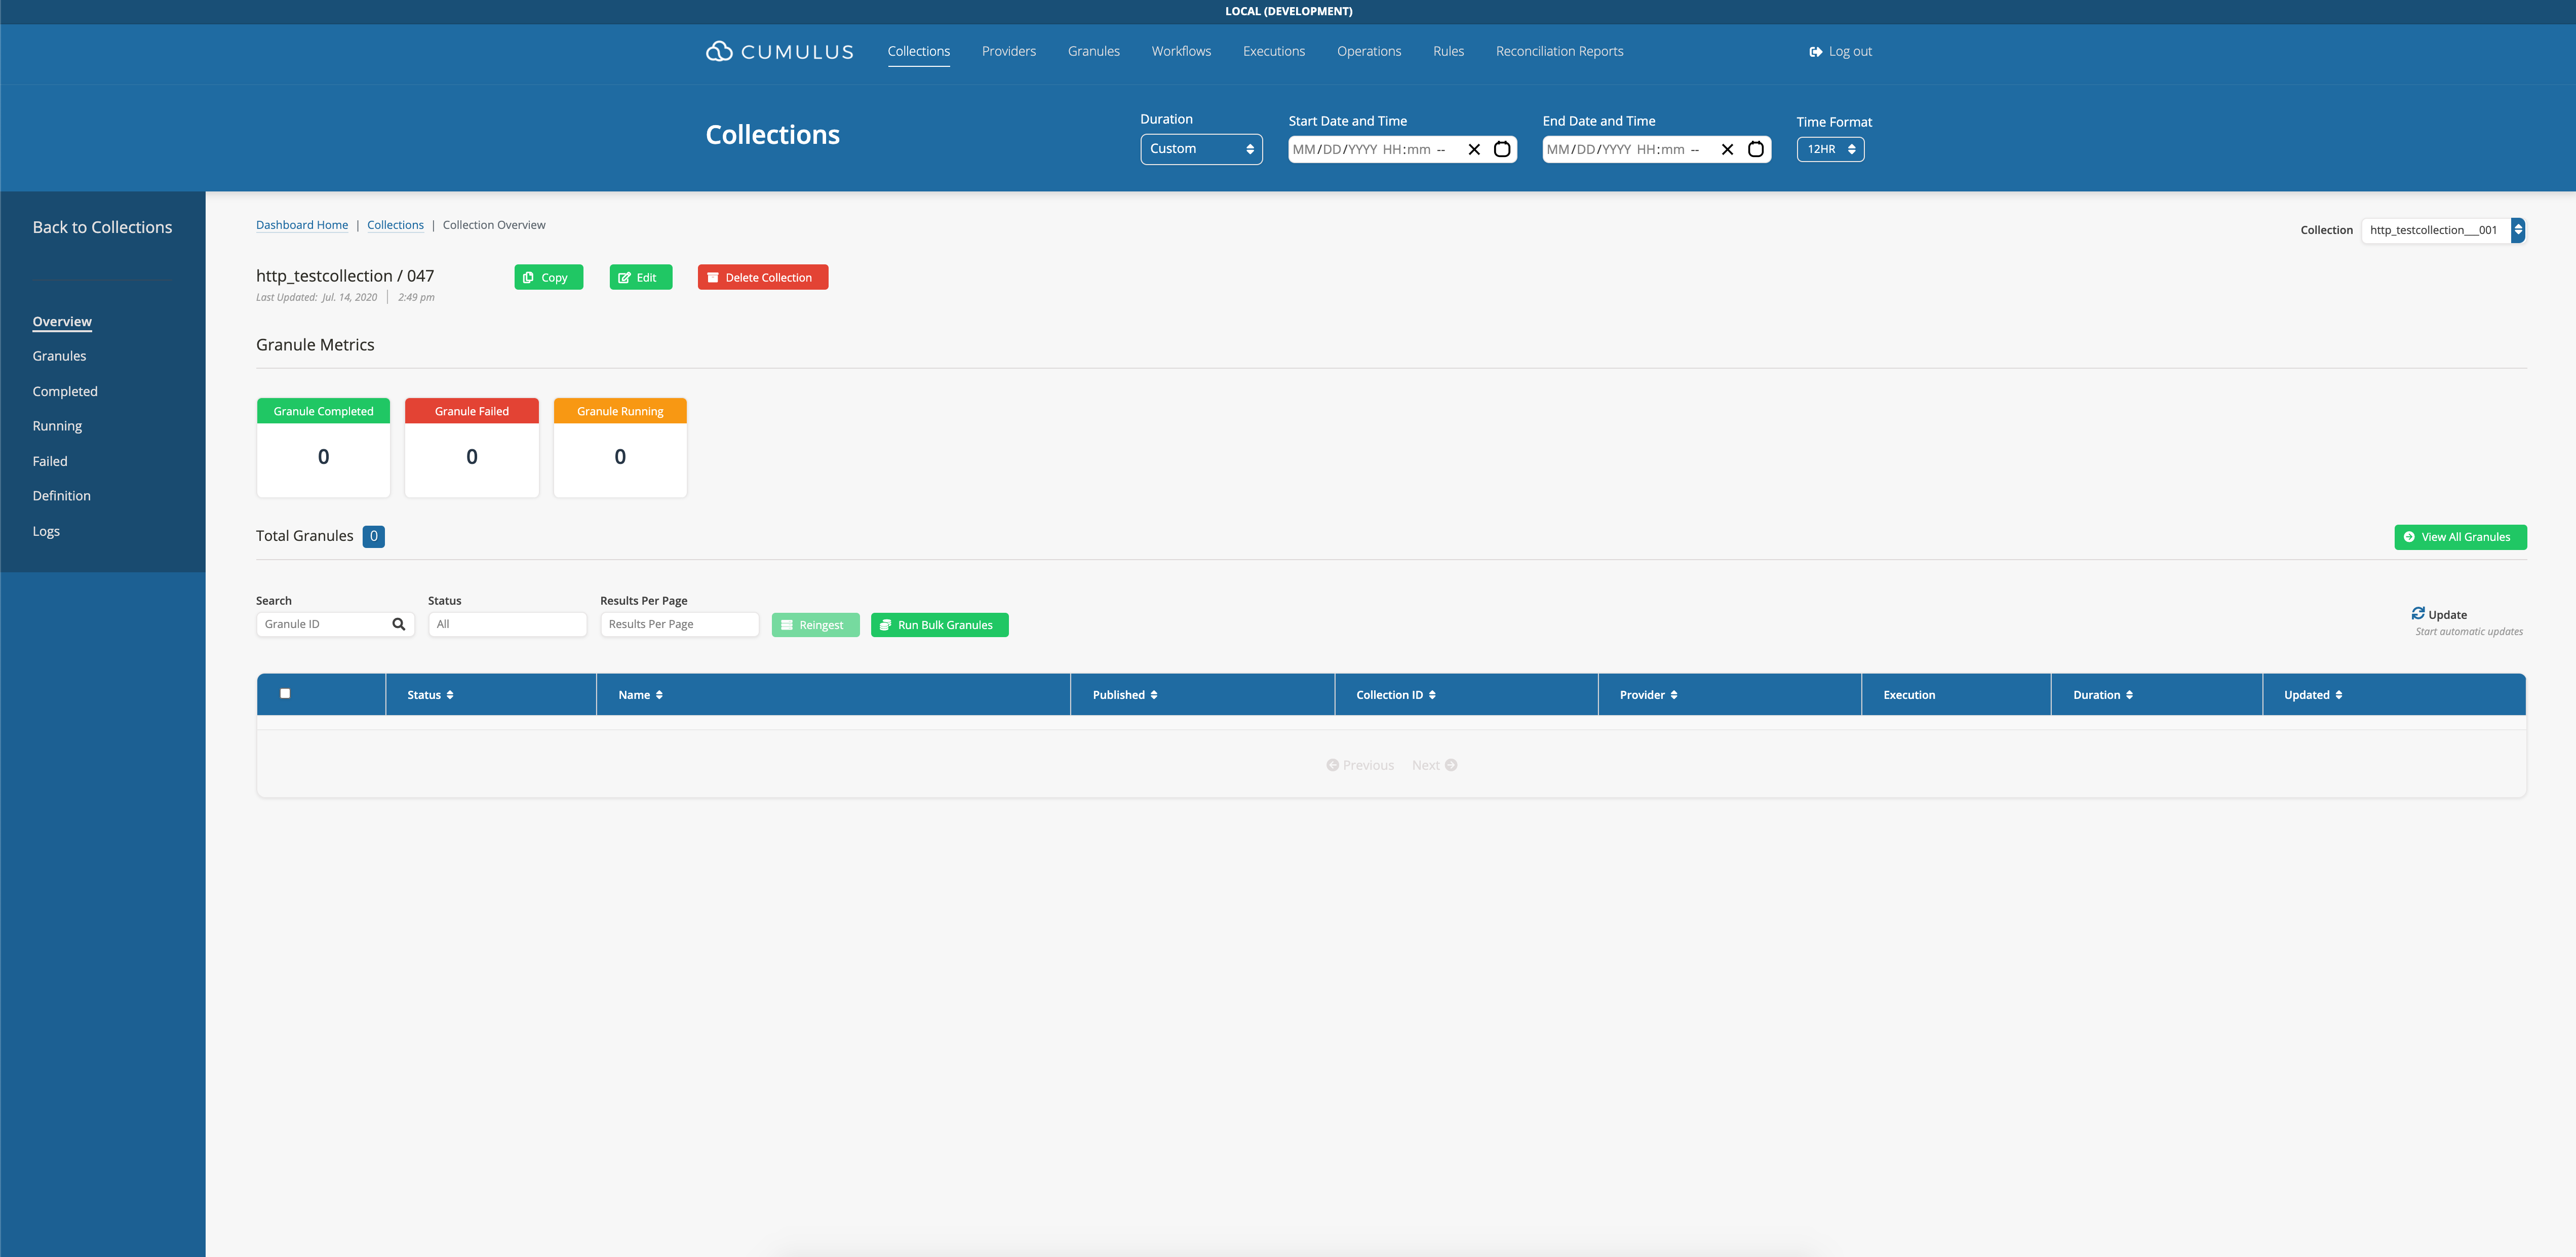 LOCAL (DEVELOPMENT)
CUMULUS Collections Providers Granules Workflows Executions Operations Rules Reconciliation Reports Log out
Collections
Duration Start Date and Time End Date and Time Time Format
Custom MM/DD/YYYY HH:mm -- MM/DD/YYYY HH:mm -- 12HR
Back to Collections
Overview
Granules
Completed
Running
Failed
Definition
Logs
Dashboard Home | Collections | Collection Overview
Collection http_testcollection___001
http_testcollection / 047 Copy Edit Delete Collection
Last Updated: Jul. 14, 2020 | 2:49 pm
Granule Metrics
Granule Completed Granule Failed Granule Running
0 0 0
Total Granules 0 View All Granules
Search Status Results Per Page
Granule ID All Results Per Page Reingest Run Bulk Granules
Update
Start automatic updates
Status Name Published Collection ID Provider Execution Duration Updated
Previous Next